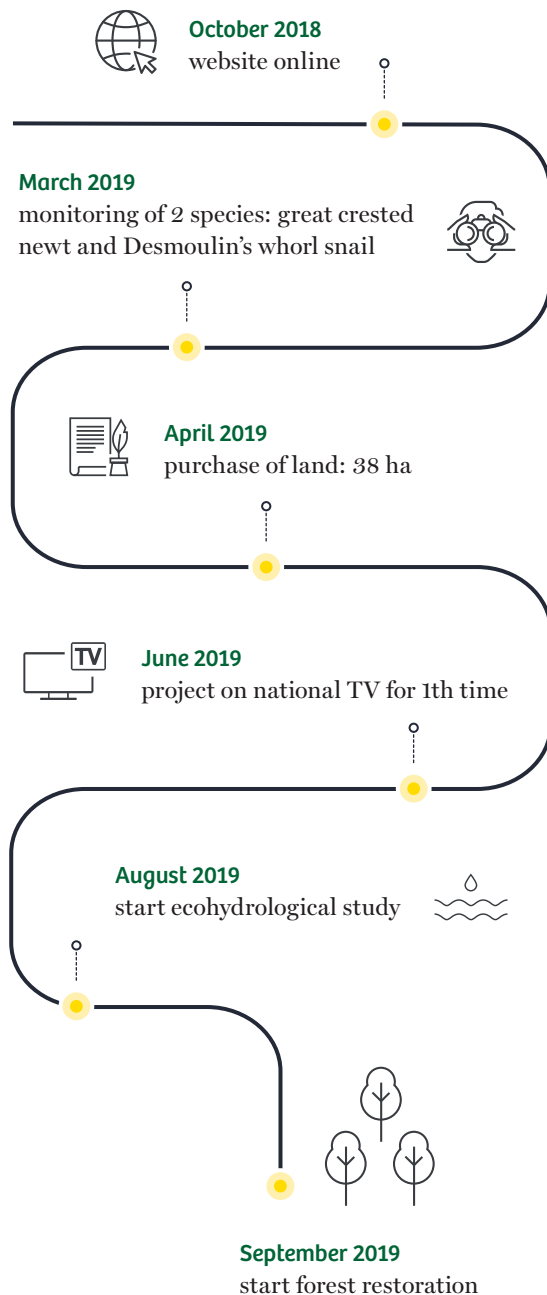 October 2018
website online
March 2019
monitoring of 2 species: great crested
newt and Desmoulin's whorl snail
April 2019
purchase of land: 38 ha
TV
June 2019
project on national TV for 1th time
August 2019
start ecohydrological study
September 2019
start forest restoration